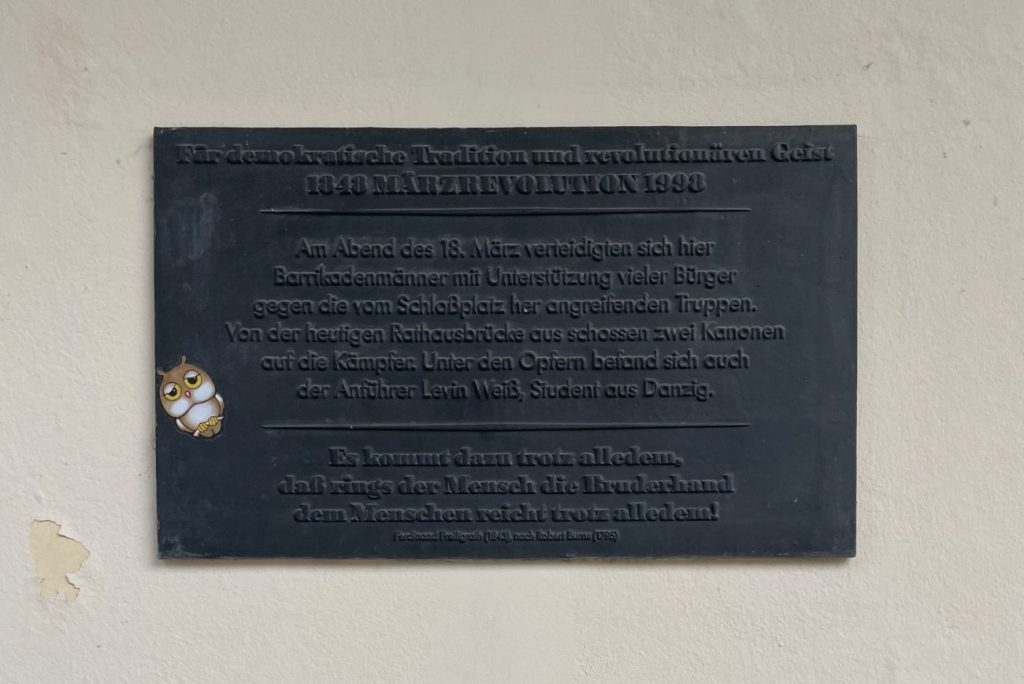 Für demokratische Tradition und revolutionären Geist
1848 MÄRZREVOLUTION 1998
Am Abend des 18. März verteidigten sich hier
Barrikadenmänner mit Unterstützung vieler Bürger
gegen die vom Schloßplatz her angreifenden Truppen.
Von der heutigen Rathausbrücke aus schossen zwei Kanonen
auf die Kämpfer. Unter den Opfern befand sich auch
der Anführer Levin Weiß, Student aus Danzig.
Es kommt dazu trotz alledem,
daß rings der Mensch die Bruderhand
dem Menschen reicht trotz alledem!
Ferdinand Freiligrath (1843), nach Robert Burns (1795)